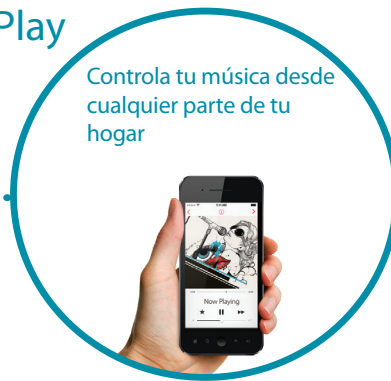 Play
Controla tu música desde
cualquier parte de tu
hogar
Now Playing